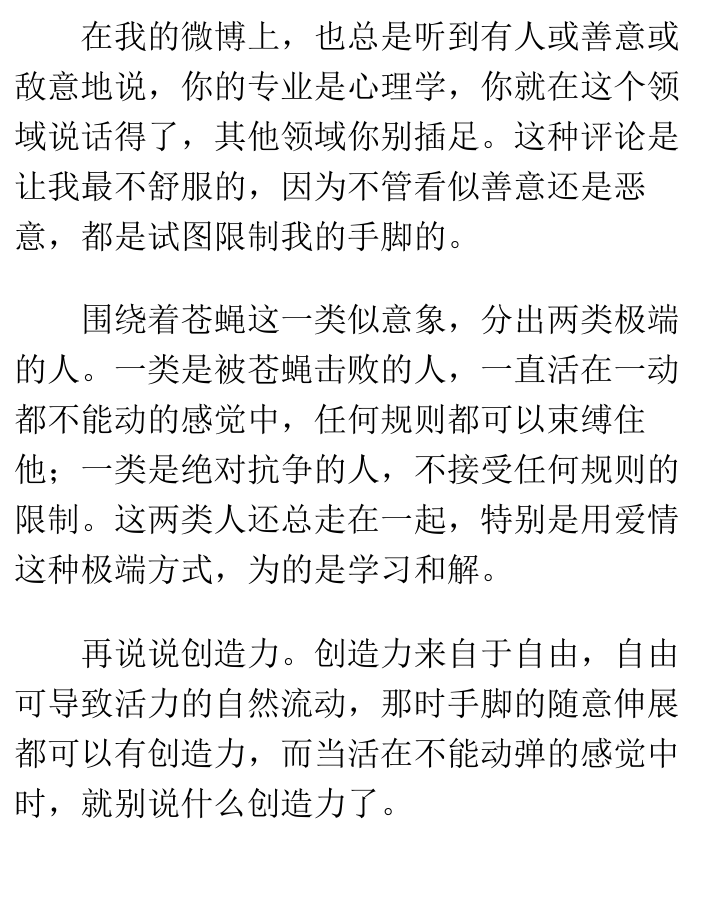 在我的微博上，也总是听到有人或善意或
敌意地说，你的专业是心理学，你就在这个领
域说话得了，其他领域你别插足。这种评论是
让我最不舒服的，因为不管看似善意还是恶
意，都是试图限制我的手脚的。
围绕着苍蝇这一类似意象，分出两类极端
的人。一类是被苍蝇击败的人，一直活在一动
都不能动的感觉中，任何规则都可以束缚住
他；一类是绝对抗争的人，不接受任何规则的
限制。这两类人还总走在一起，特别是用爱情
这种极端方式，为的是学习和解。
再说说创造力。创造力来自于自由，自由
可导致活力的自然流动，那时手脚的随意伸展
都可以有创造力，而当活在不能动弹的感觉中
时，就别说什么创造力了。